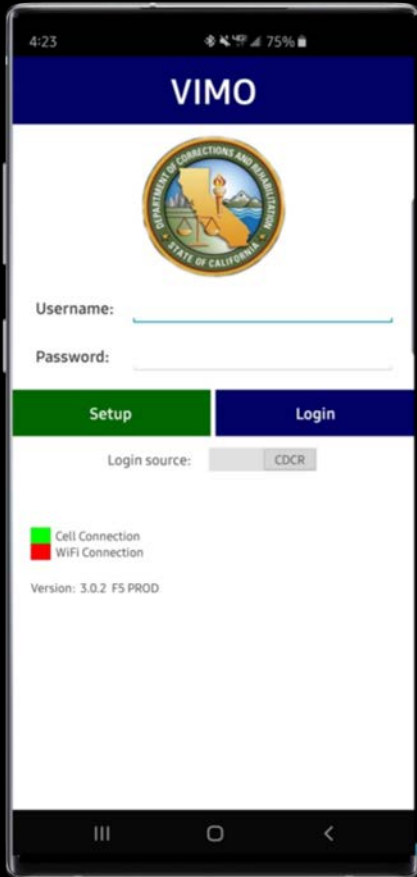 4:23 4G 75%
VIMO
DEPARTMENT OF CORRECTIONS AND REHABILITATION
STATE OF CALIFORNIA
Username:
Password:
Setup Login
Login source: CDCR
Cell Connection
WiFi Connection
Version: 3.0.2 F5 PROD